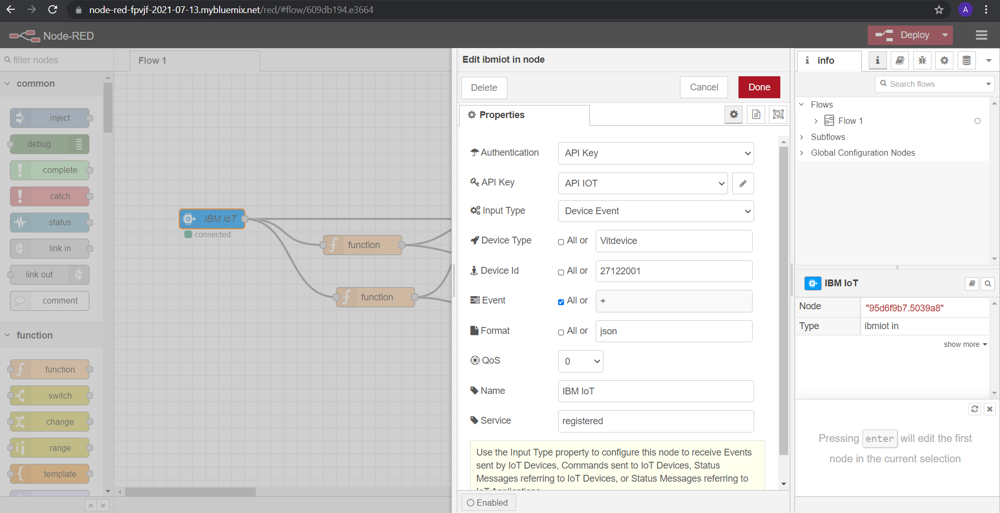 node-red-fpvjf-2021-07-13.mybluemix.net/red/#flow/609db194.e3664
A
Node-RED
Deploy
filter nodes
common
inject
debug
complete
catch
status
link in
link out
comment
function
function
switch
change
range
template
Flow 1
IBM IoT
connected
function
function
Edit ibmiot in node
Delete
Cancel
Done
Properties
Authentication
API Key
API Key
API IOT
Input Type
Device Event
Device Type
All or
Vitdevice
Device Id
All or
27122001
Event
All or
+
Format
All or
json
QoS
0
Name
IBM IoT
Service
registered
Use the Input Type property to configure this node to receive Events
sent by IoT Devices, Commands sent to IoT Devices, Status
Messages referring to IoT Devices, or Status Messages referring to
IoT Applications
Enabled
info
Search flows
Flows
Flow 1
Subflows
Global Configuration Nodes
IBM IoT
Node
"95d6f9b7.5039a8"
Type
ibmiot in
show more
Pressing enter will edit the first
node in the current selection